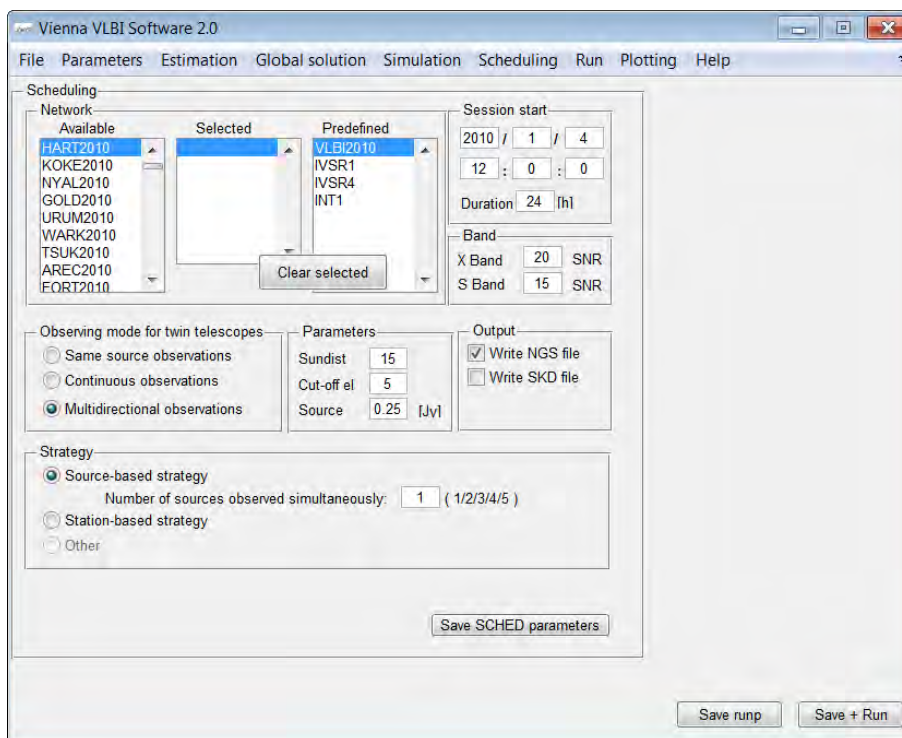 Vienna VLBI Software 2.0
File Parameters Estimation Global solution Simulation Scheduling Run Plotting Help
Scheduling
Network
Available Selected Predefined
HART2010
KOKE2010
NYAL2010
GOLD2010
URUM2010
WARK2010
TSUK2010
AREC2010
FORT2010
VLBI2010
IVSR1
IVSR4
INT1
Clear selected
Session start
2010 / 1 / 4
12 : 0 : 0
Duration 24 [h]
Band
X Band 20 SNR
S Band 15 SNR
Observing mode for twin telescopes
Same source observations
Continuous observations
Multidirectional observations
Parameters
Sundist 15
Cut-off el 5
Source 0.25 [Jy]
Output
Write NGS file
Write SKD file
Strategy
Source-based strategy
Number of sources observed simultaneously: 1 ( 1/2/3/4/5 )
Station-based strategy
Other
Save SCHED parameters
Save runp Save + Run